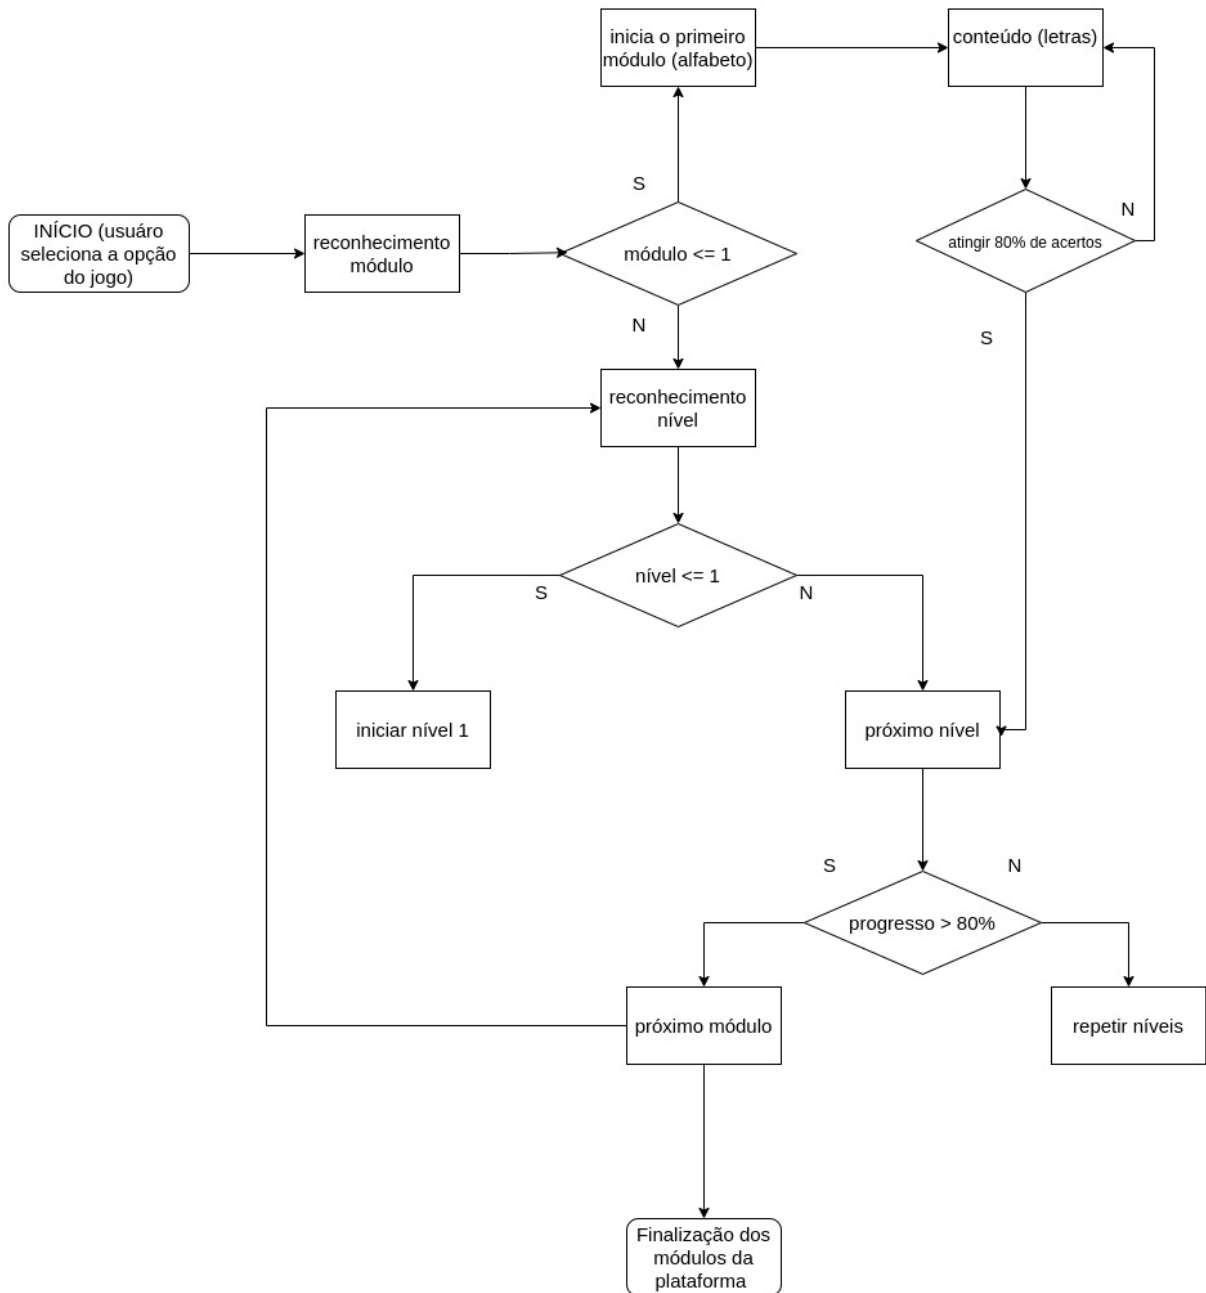 inicia o primeiro
módulo (alfabeto)
conteúdo (letras)
S
N
INÍCIO (usuáro
seleciona a opção
do jogo)
reconhecimento
módulo
módulo <= 1
atingir 80% de acertos
N
S
reconhecimento
nível
nível <= 1
S
N
iniciar nível 1
próximo nível
S
N
progresso > 80%
próximo módulo
repetir níveis
Finalização dos
módulos da
plataforma